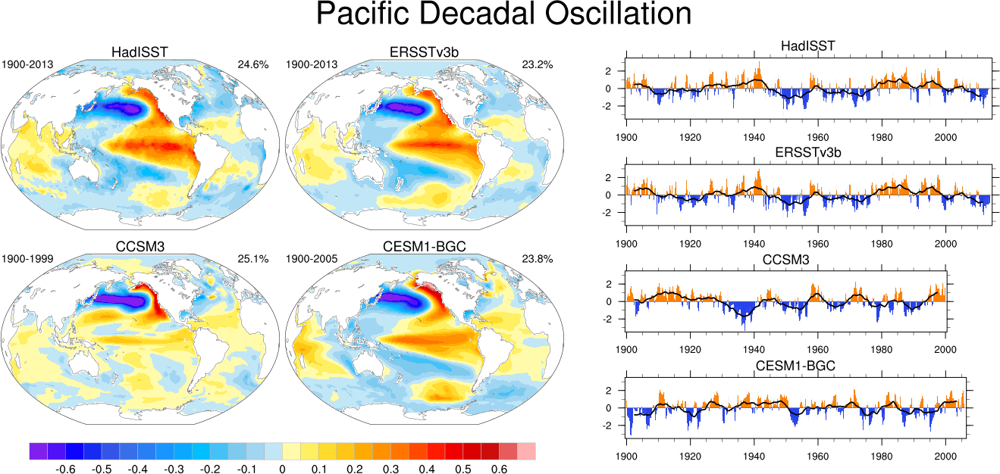 Pacific Decadal Oscillation
HadISST
1900-2013 24.6%
ERSSTv3b
1900-2013 23.2%
CCSM3
1900-1999 25.1%
CESM1-BGC
1900-2005 23.8%
-0.6 -0.5 -0.4 -0.3 -0.2 -0.1 0 0.1 0.2 0.3 0.4 0.5 0.6
HadISST
2
0
-2
1900 1920 1940 1960 1980 2000
ERSSTv3b
2
0
-2
1900 1920 1940 1960 1980 2000
CCSM3
2
0
-2
1900 1920 1940 1960 1980 2000
CESM1-BGC
2
0
-2
1900 1920 1940 1960 1980 2000